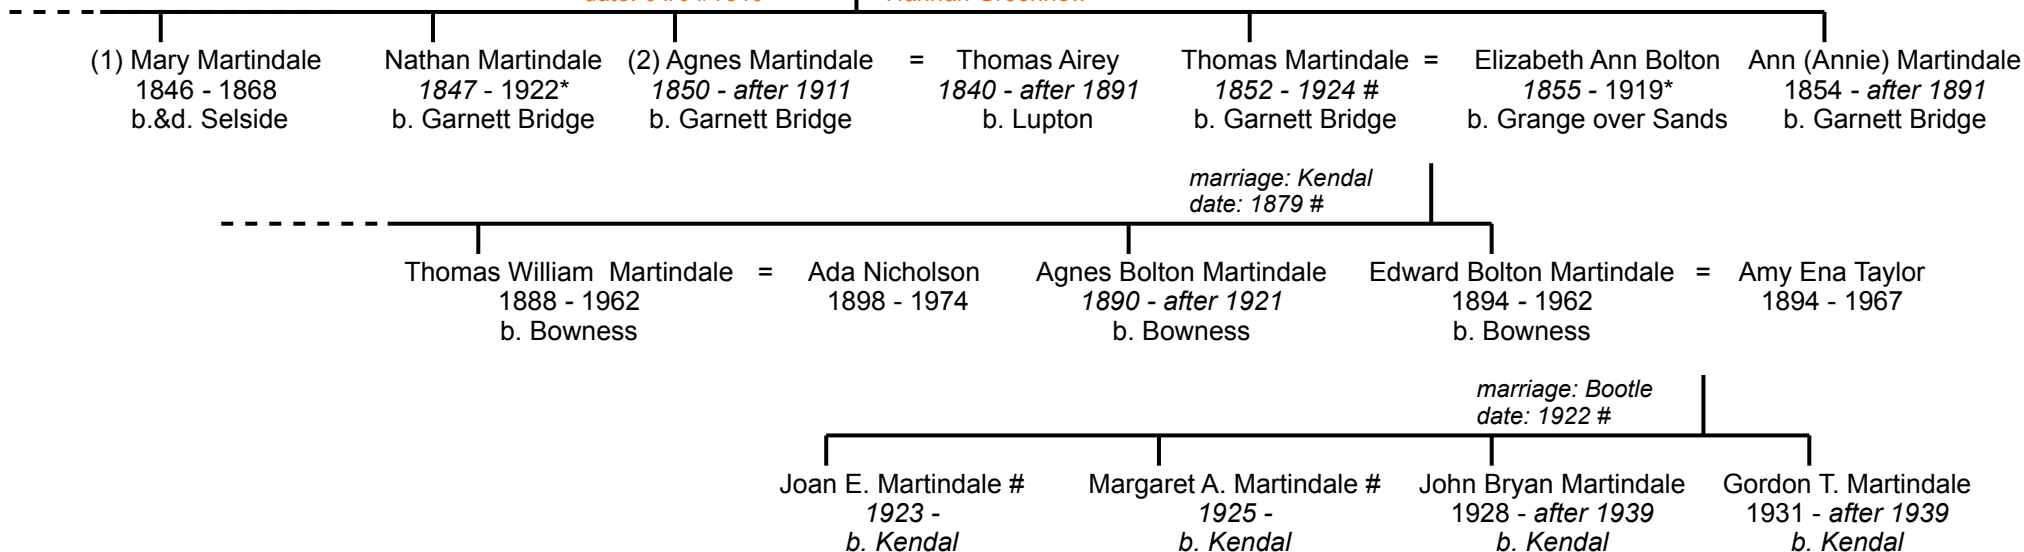 (1) Mary Martindale
1846 - 1868
b.&d. Selside
Nathan Martindale
1847 - 1922*
b. Garnett Bridge
(2) Agnes Martindale
1850 - after 1911
b. Garnett Bridge
=
Thomas Airey
1840 - after 1891
b. Lupton
Thomas Martindale
1852 - 1924 #
b. Garnett Bridge
=
Elizabeth Ann Bolton
1855 - 1919*
b. Grange over Sands
Ann (Annie) Martindale
1854 - after 1891
b. Garnett Bridge
marriage: Kendal
date: 1879 #
Thomas William Martindale
1888 - 1962
b. Bowness
=
Ada Nicholson
1898 - 1974
Agnes Bolton Martindale
1890 - after 1921
b. Bowness
Edward Bolton Martindale
1894 - 1962
b. Bowness
=
Amy Ena Taylor
1894 - 1967
marriage: Bootle
date: 1922 #
Joan E. Martindale #
1923 -
b. Kendal
Margaret A. Martindale #
1925 -
b. Kendal
John Bryan Martindale
1928 - after 1939
b. Kendal
Gordon T. Martindale
1931 - after 1939
b. Kendal